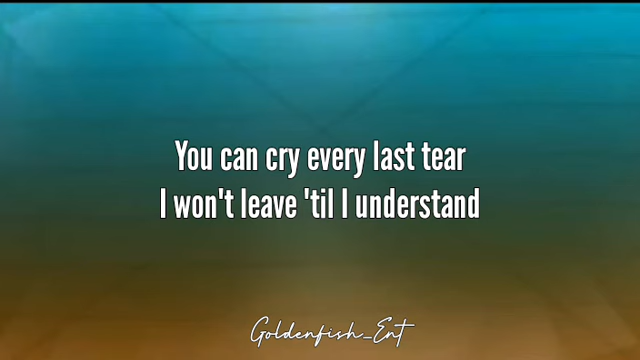 You can cry every last tear
I won't leave 'til I understand
Goldenfish_Ent